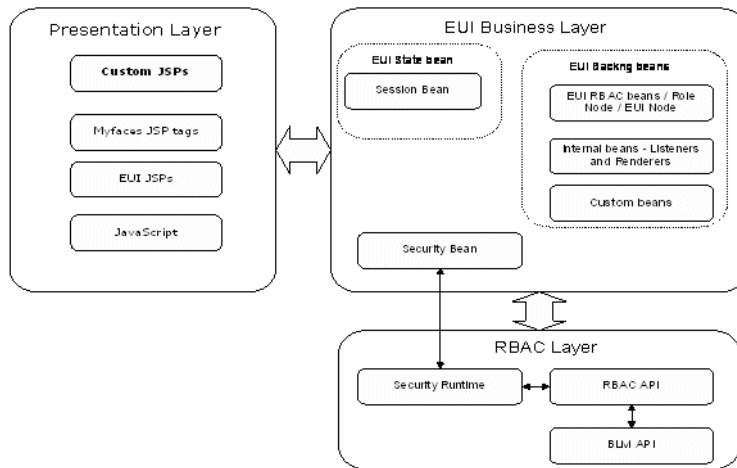 Presentation Layer
Custom JSPs
Myfaces JSP tags
EUI JSPs
JavaScript
EUI Business Layer
EUI State bean
Session Bean
EUI Backng beans
EUI RBAC beans / Role
Node / EUI Node
Internal beans - Listeners
and Renderers
Custom beans
Security Bean
RBAC Layer
Security Runtime
RBAC API
BLM API